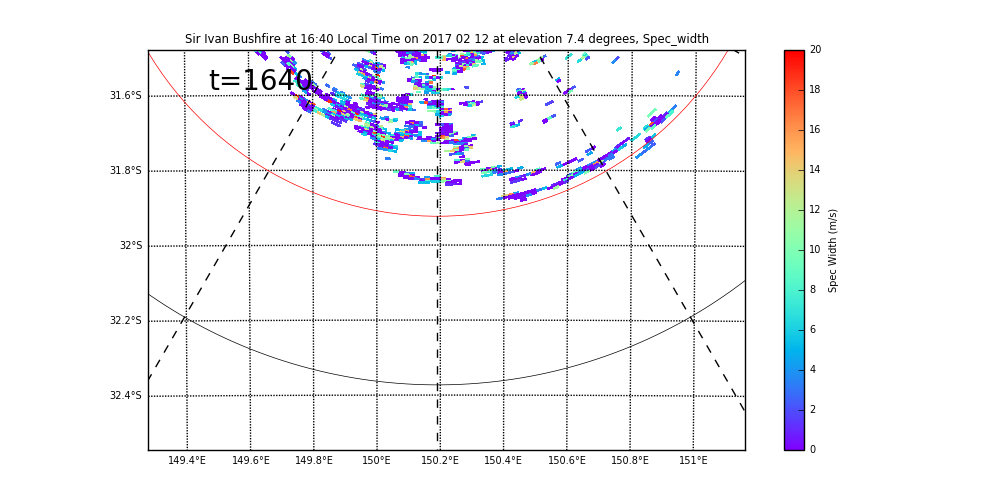 Sir Ivan Bushfire at 16:40 Local Time on 2017 02 12 at elevation 7.4 degrees, Spec_width
t=1640
31.6°S
31.8°S
32°S
32.2°S
32.4°S
149.4°E 149.6°E 149.8°E 150°E 150.2°E 150.4°E 150.6°E 150.8°E 151°E
20
18
16
14
12
10
8
6
4
2
0
Spec Width (m/s)